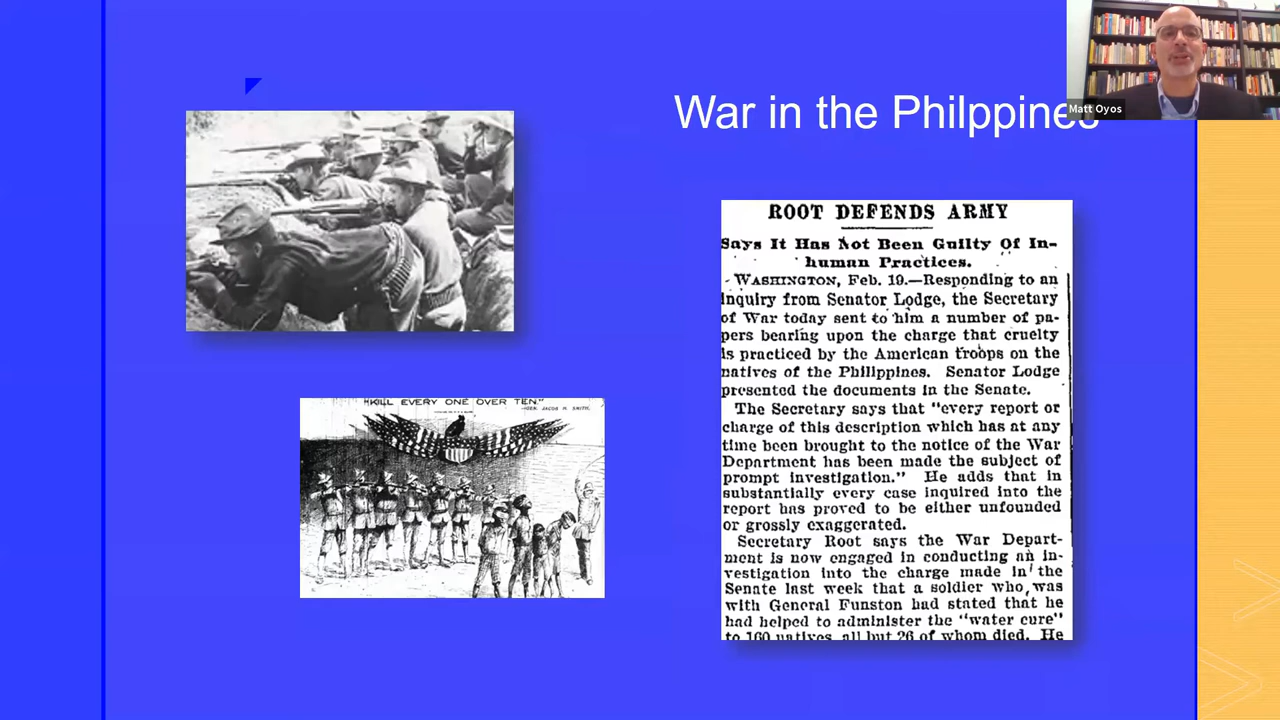 War in the Philppines
Matt Oyos
"KILL EVERY ONE OVER TEN."
—GEN. JACOB H. SMITH.
ROOT DEFENDS ARMY
Says It Has Not Been Guilty Of In-
human Practices.
WASHINGTON, Feb. 19.—Responding to an
inquiry from Senator Lodge, the Secretary
of War today sent to him a number of pa-
pers bearing upon the charge that cruelty
is practiced by the American troops on the
natives of the Philippines. Senator Lodge
presented the documents in the Senate.
The Secretary says that "every report or
charge of this description which has at any
time been brought to the notice of the War
Department has been made the subject of
prompt investigation." He adds that in
substantially every case inquired into the
report has proved to be either unfounded
or grossly exaggerated.
Secretary Root says the War Depart-
ment is now engaged in conducting an in-
vestigation into the charge made in the
Senate last week that a soldier who was
with General Funston had stated that he
had helped to administer the "water cure"
to 160 natives, all but 26 of whom died. He